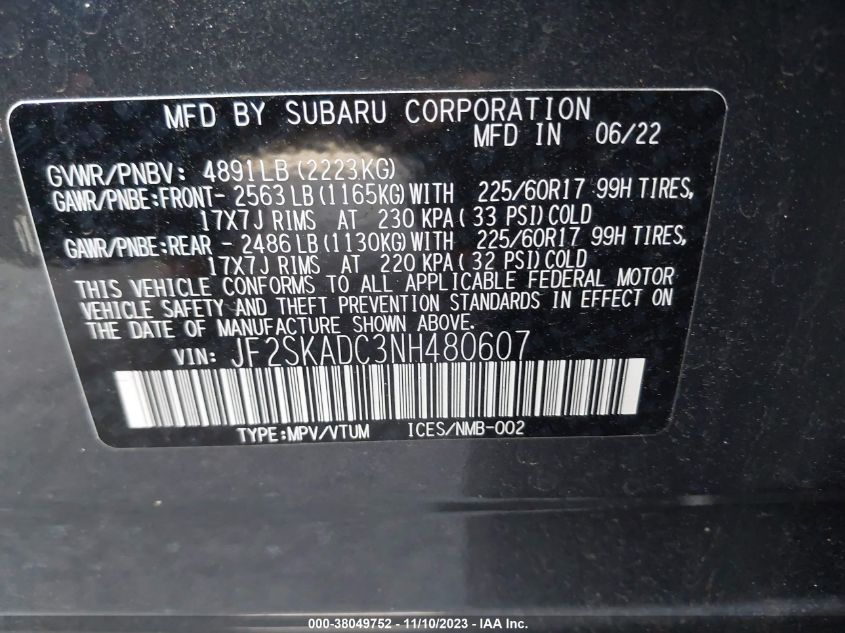 MFD BY SUBARU CORPORATION
MFD IN 06/22
GVWR/PNBV: 4891LB (2223KG)
GAWR/PNBE:FRONT- 2563 LB (1165KG) WITH 225/60R17 99H TIRES,
17X7J RIMS AT 230 KPA ( 33 PSI) COLD
GAWR/PNBE:REAR - 2486 LB (1130KG) WITH 225/60R17 99H TIRES,
17X7J RIMS AT 220 KPA ( 32 PSI) COLD
THIS VEHICLE CONFORMS TO ALL APPLICABLE FEDERAL MOTOR
VEHICLE SAFETY AND THEFT PREVENTION STANDARDS IN EFFECT ON
THE DATE OF MANUFACTURE SHOWN ABOVE.
VIN: JF2SKADC3NH480607
TYPE:MPV/VTUM ICES/NMB-002
000-38049752 - 11/10/2023 - IAA Inc.